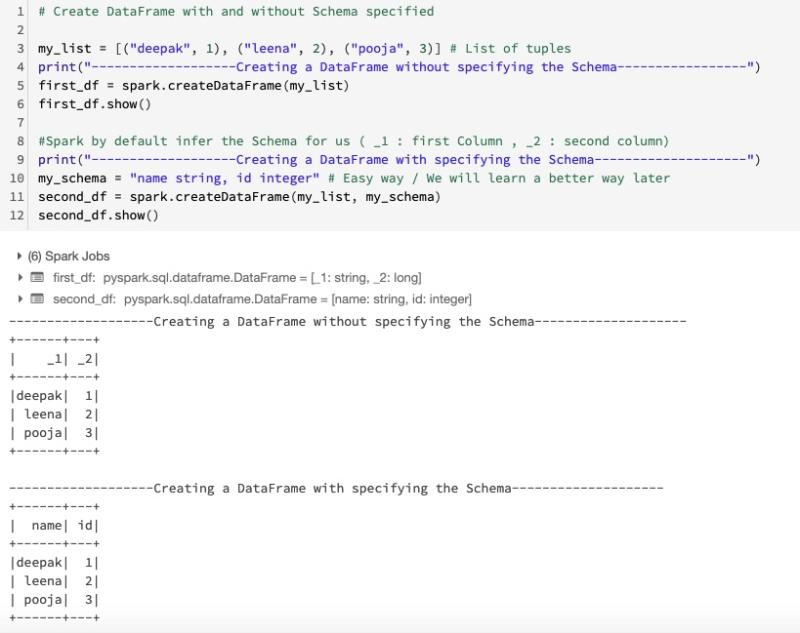 1 # Create DataFrame with and without Schema specified
2
3 my_list = [("deepak", 1), ("leena", 2), ("pooja", 3)] # List of tuples
4 print("-------------------Creating a DataFrame without specifying the Schema-----------------")
5 first_df = spark.createDataFrame(my_list)
6 first_df.show()
7
8 #Spark by default infer the Schema for us ( _1 : first Column , _2 : second column)
9 print("-------------------Creating a DataFrame with specifying the Schema--------------------")
10 my_schema = "name string, id integer" # Easy way / We will learn a better way later
11 second_df = spark.createDataFrame(my_list, my_schema)
12 second_df.show()
(6) Spark Jobs
first_df: pyspark.sql.dataframe.DataFrame = [_1: string, _2: long]
second_df: pyspark.sql.dataframe.DataFrame = [name: string, id: integer]
-------------------Creating a DataFrame without specifying the Schema--------------------
+------+---+
|    _1| _2|
+------+---+
|deepak|  1|
| leena|  2|
| pooja|  3|
+------+---+
-------------------Creating a DataFrame with specifying the Schema--------------------
+------+---+
|  name| id|
+------+---+
|deepak|  1|
| leena|  2|
| pooja|  3|
+------+---+